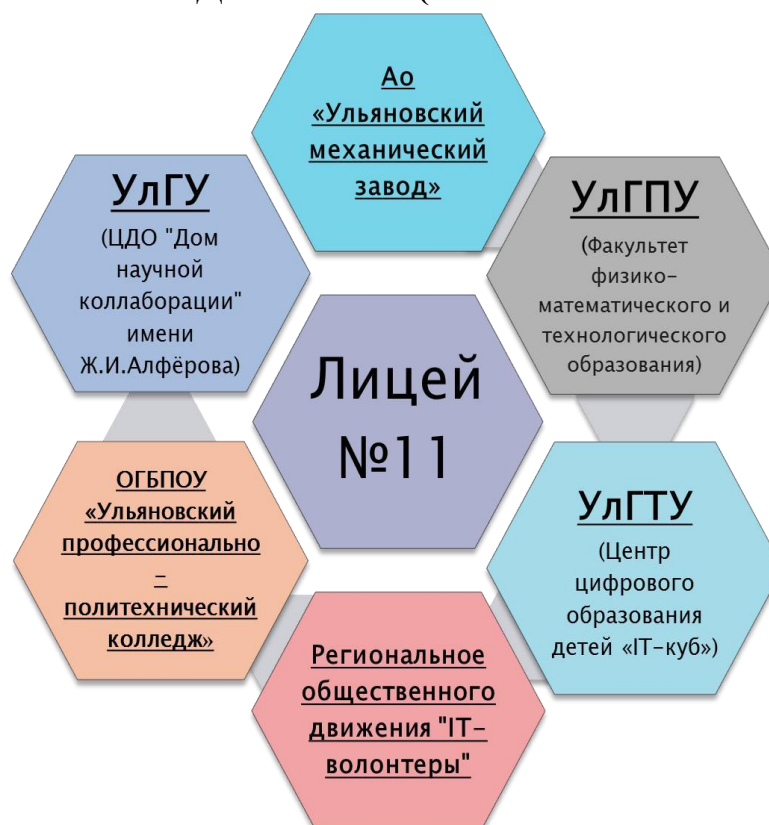 Ао
«Ульяновский
механический
завод»
УлГУ
(ЦДО "Дом
научной
коллаборации"
имени
Ж.И.Алфёрова)
УлГПУ
(Факультет
физико-
математического и
технологического
образования)
Лицей
№11
ОГБПОУ
«Ульяновский
профессионально
–
политехнический
колледж»
УлГТУ
(Центр
цифрового
образования
детей «IT-куб»)
Региональное
общественного
движения "IT-
волонтеры"